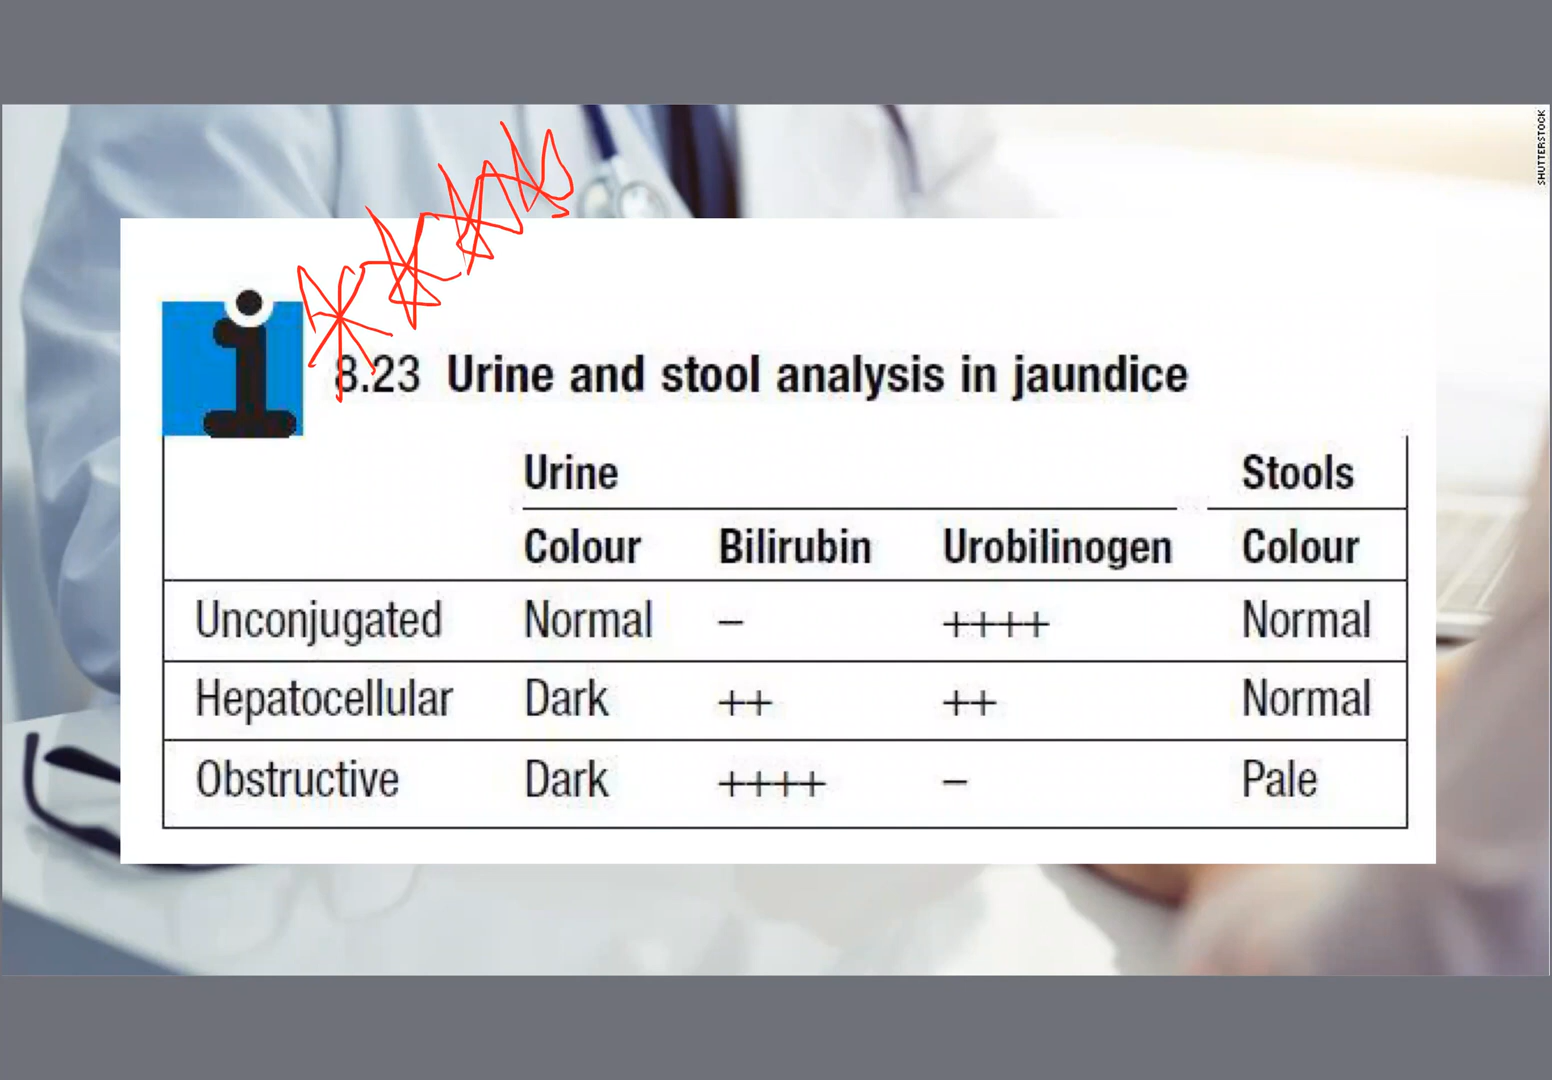 SHUTTERSTOCK
i
8.23 Urine and stool analysis in jaundice
Urine Stools
Colour Bilirubin Urobilinogen Colour
Unconjugated Normal – ++++ Normal
Hepatocellular Dark ++ ++ Normal
Obstructive Dark ++++ – Pale